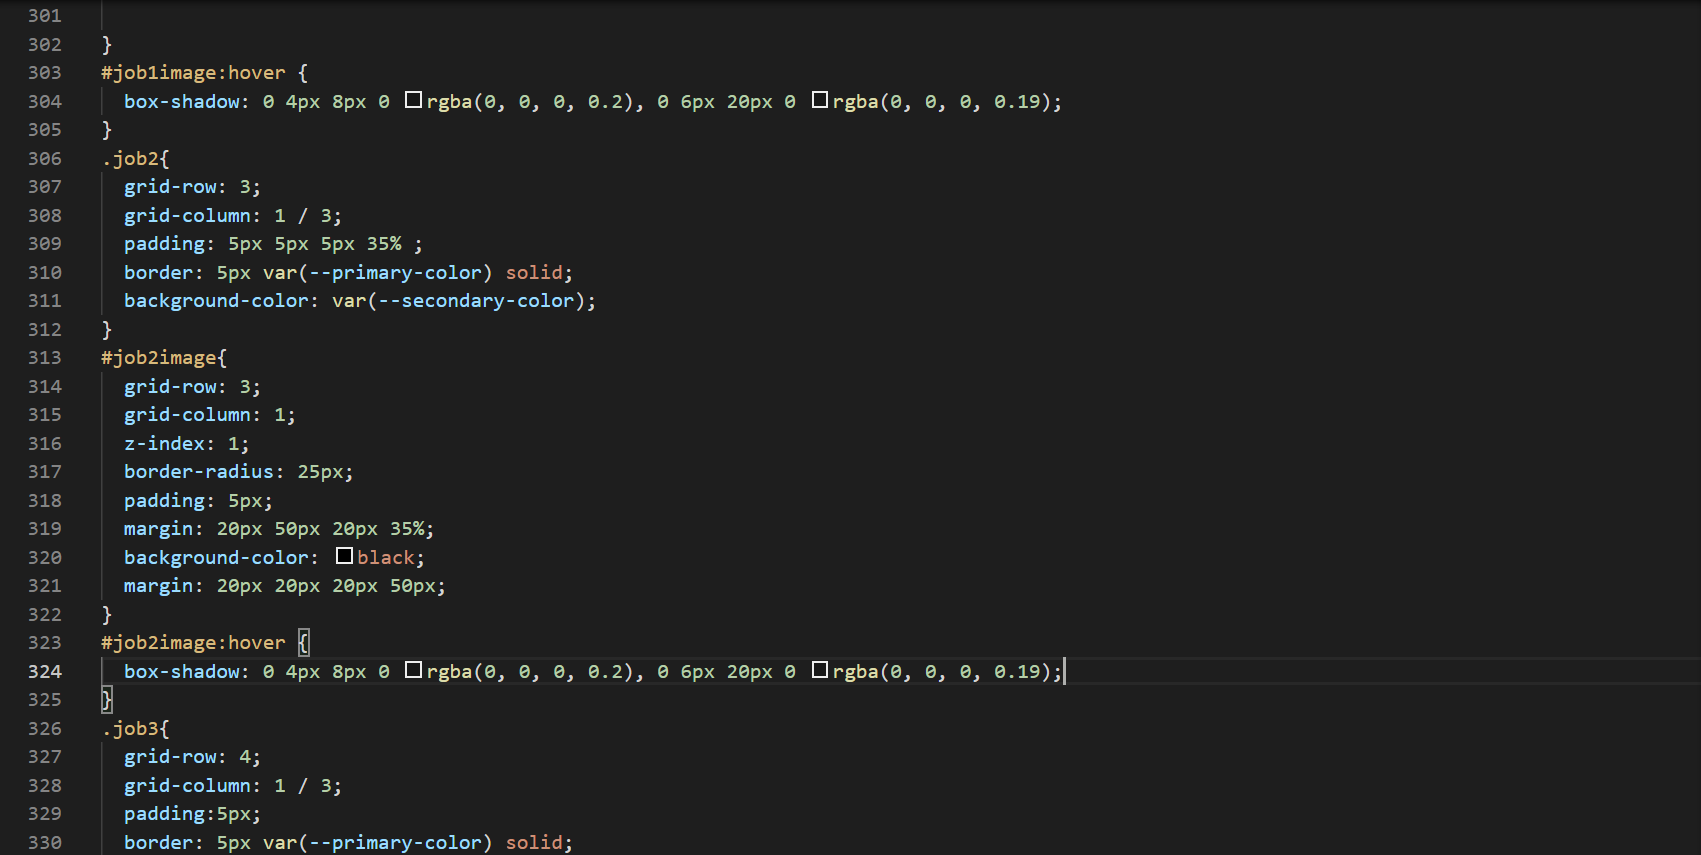 301
302 }
303 #job1image:hover {
304 box-shadow: 0 4px 8px 0 rgba(0, 0, 0, 0.2), 0 6px 20px 0 rgba(0, 0, 0, 0.19);
305 }
306 .job2{
307 grid-row: 3;
308 grid-column: 1 / 3;
309 padding: 5px 5px 5px 35% ;
310 border: 5px var(--primary-color) solid;
311 background-color: var(--secondary-color);
312 }
313 #job2image{
314 grid-row: 3;
315 grid-column: 1;
316 z-index: 1;
317 border-radius: 25px;
318 padding: 5px;
319 margin: 20px 50px 20px 35%;
320 background-color: black;
321 margin: 20px 20px 20px 50px;
322 }
323 #job2image:hover {
324 box-shadow: 0 4px 8px 0 rgba(0, 0, 0, 0.2), 0 6px 20px 0 rgba(0, 0, 0, 0.19);
325 }
326 .job3{
327 grid-row: 4;
328 grid-column: 1 / 3;
329 padding:5px;
330 border: 5px var(--primary-color) solid;